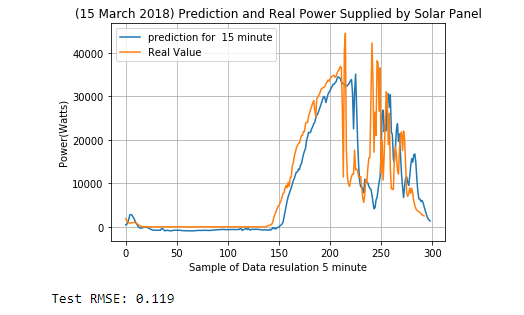 (15 March 2018) Prediction and Real Power Supplied by Solar Panel
prediction for 15 minute
Real Value
Power(Watts)
40000
30000
20000
10000
0
0 50 100 150 200 250 300
Sample of Data resulation 5 minute
Test RMSE: 0.119